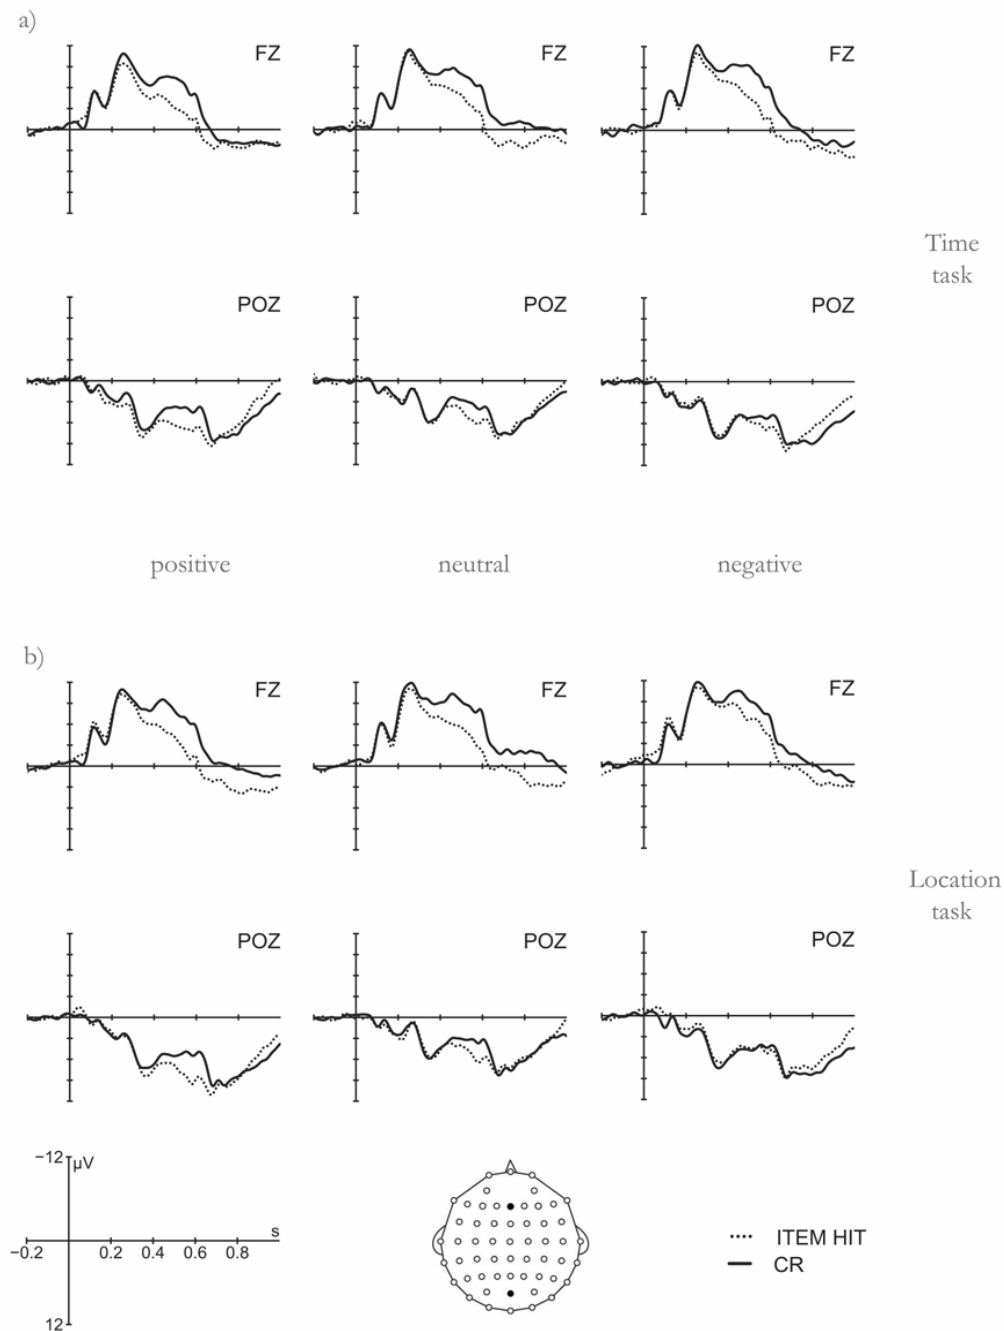 a)
FZ
FZ
FZ
Time
task
POZ
POZ
POZ
positive
neutral
negative
b)
FZ
FZ
FZ
Location
task
POZ
POZ
POZ
−12
µV
s
−0.2
0.2
0.4
0.6
0.8
12
ITEM HIT
CR